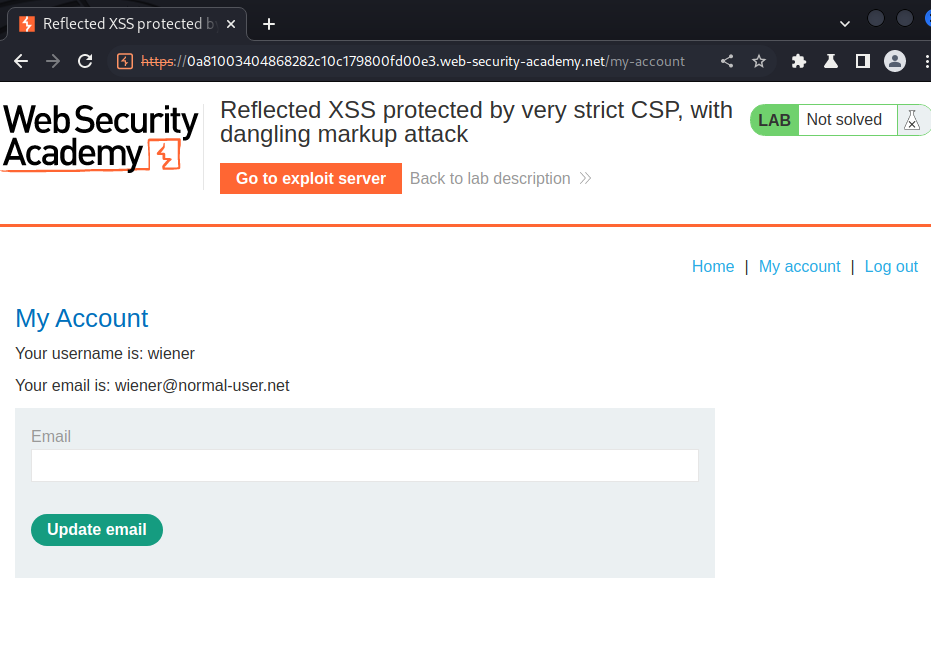 Reflected XSS protected b
https://0a81003404868282c10c179800fd00e3.web-security-academy.net/my-account
Web Security
Academy
Reflected XSS protected by very strict CSP, with
dangling markup attack
LAB Not solved
Go to exploit server Back to lab description
Home | My account | Log out
My Account
Your username is: wiener
Your email is: wiener@normal-user.net
Email
Update email